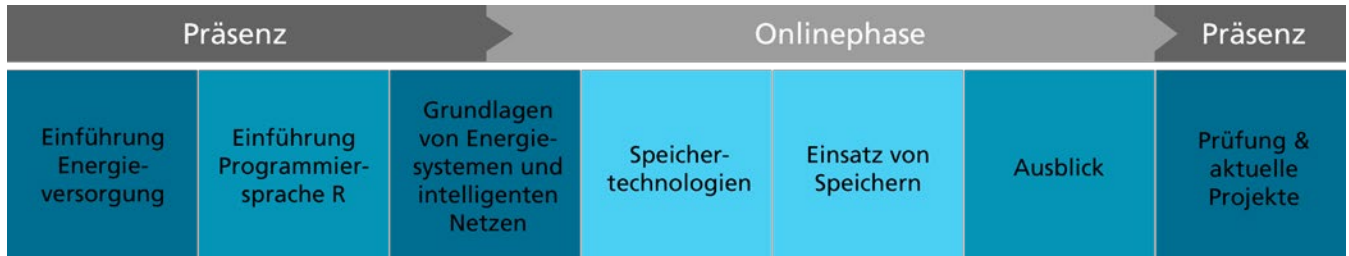 Präsenz
Onlinephase
Präsenz
Einführung
Energie-
versorgung
Einführung
Programmier-
sprache R
Grundlagen
von Energie-
systemen und
intelligenten
Netzen
Speicher-
technologien
Einsatz von
Speichern
Ausblick
Prüfung &
aktuelle
Projekte